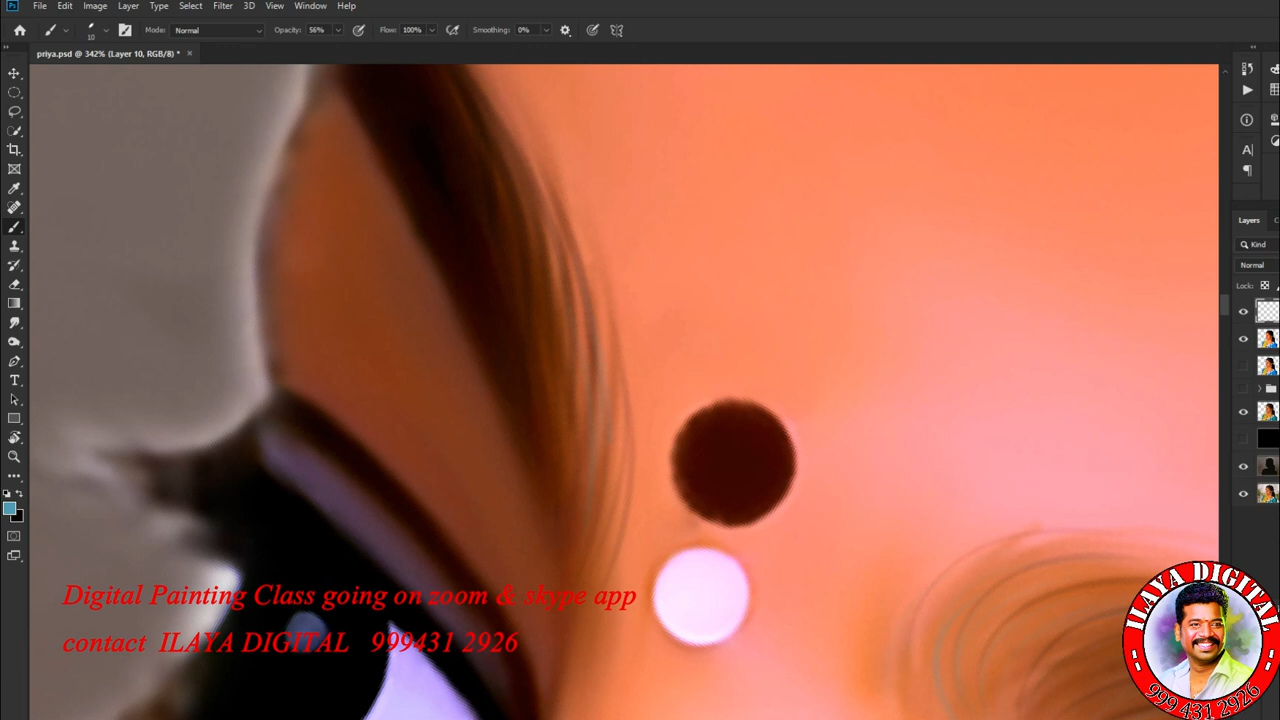 File Edit Image Layer Type Select Filter 3D View Window Help
10 Mode: Normal Opacity: 56% Flow: 100% Smoothing: 0%
priya.psd @ 342% (Layer 10, RGB/8) *
Layers
Kind
Normal
Lock:
Digital Painting Class going on zoom & skype app
contact ILAYA DIGITAL 999431 2926
ILAYA DIGITAL
999 431 2926